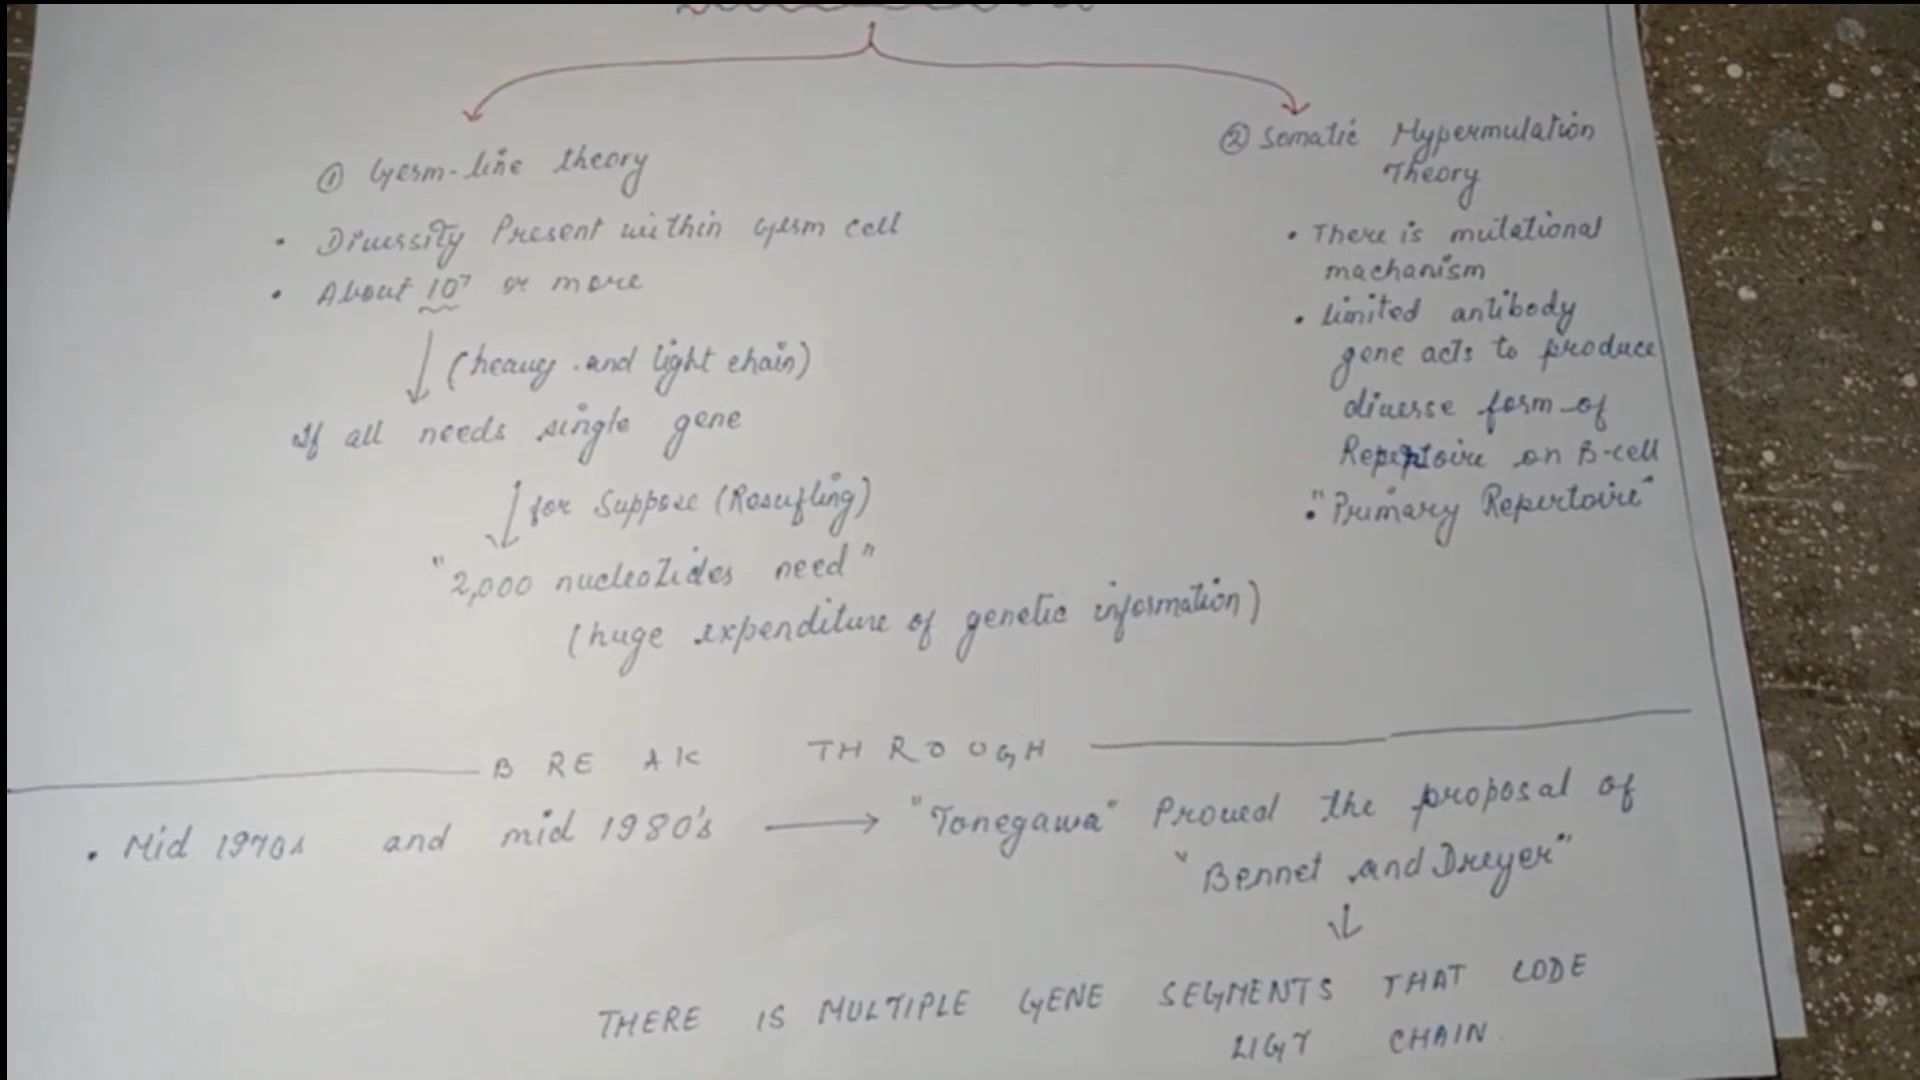 ① Germ-line theory
• Diversity Present within Germ cell
• About 10⁷ or more
(heavy and light chain)
If all needs single gene
for Suppose (Resufling)
"2,000 nucleotides need"
(huge expenditure of genetic information)
② Somatic Hypermulation
Theory
• There is mutational
machanism
• limited antibody
gene acts to produce
diverse form of
Repertoire on B-cell
• "Primary Repertoire"
BREAK THROUGH
• Mid 1970s and mid 1980's → "Tonegawa" Proved the proposal of
"Bennet and Dreyer"
THERE IS MULTIPLE GENE SEGMENTS THAT CODE
LIGT CHAIN.